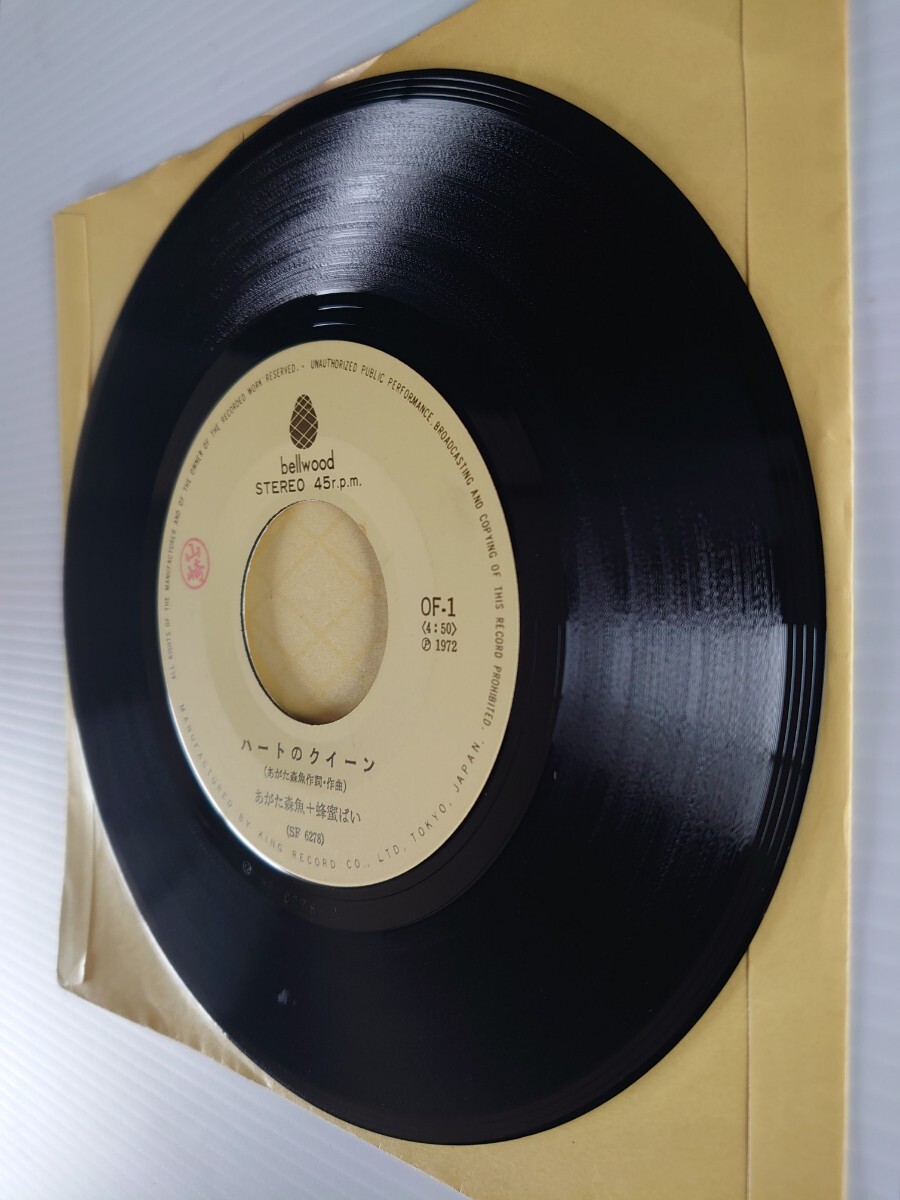 ALL RIGHTS OF THE MANUFACTURER AND OF THE OWNER OF THE RECORDED WORK RESERVED. - UNAUTHORIZED PUBLIC PERFORMANCE, BROADCASTING AND COPYING OF THIS RECORD PROHIBITED.
bellwood
STEREO 45r.p.m.
OF-1
〈4:50〉
Ⓟ 1972
ハートのクイーン
(あがた森魚作詞・作曲)
あがた森魚+蜂蜜ぱい
(SF 6278)
MANUFACTURED BY KING RECORD CO., LTD. TOKYO, JAPAN.